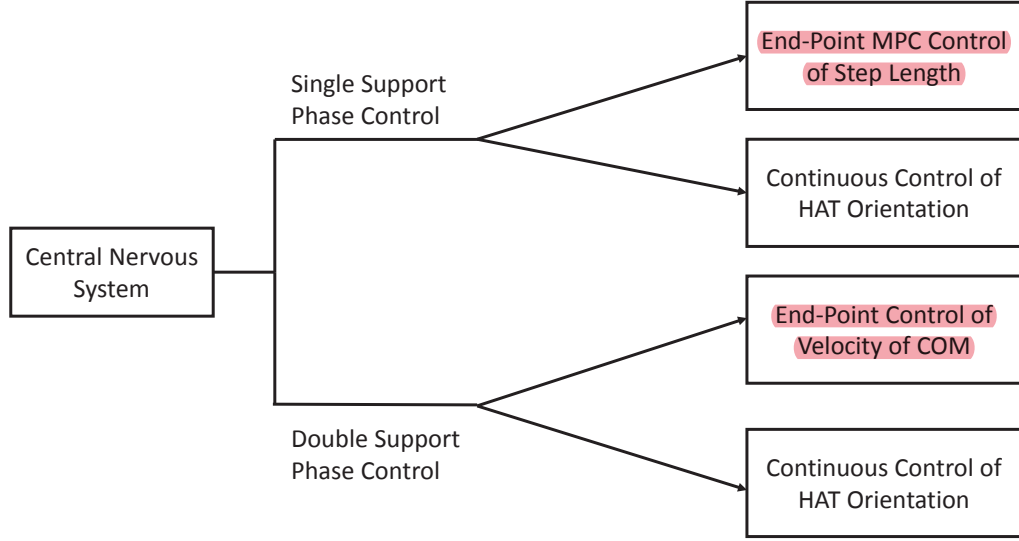 End-Point MPC Control
of Step Length
Single Support
Phase Control
Continuous Control of
HAT Orientation
Central Nervous
System
End-Point Control of
Velocity of COM
Double Support
Phase Control
Continuous Control of
HAT Orientation